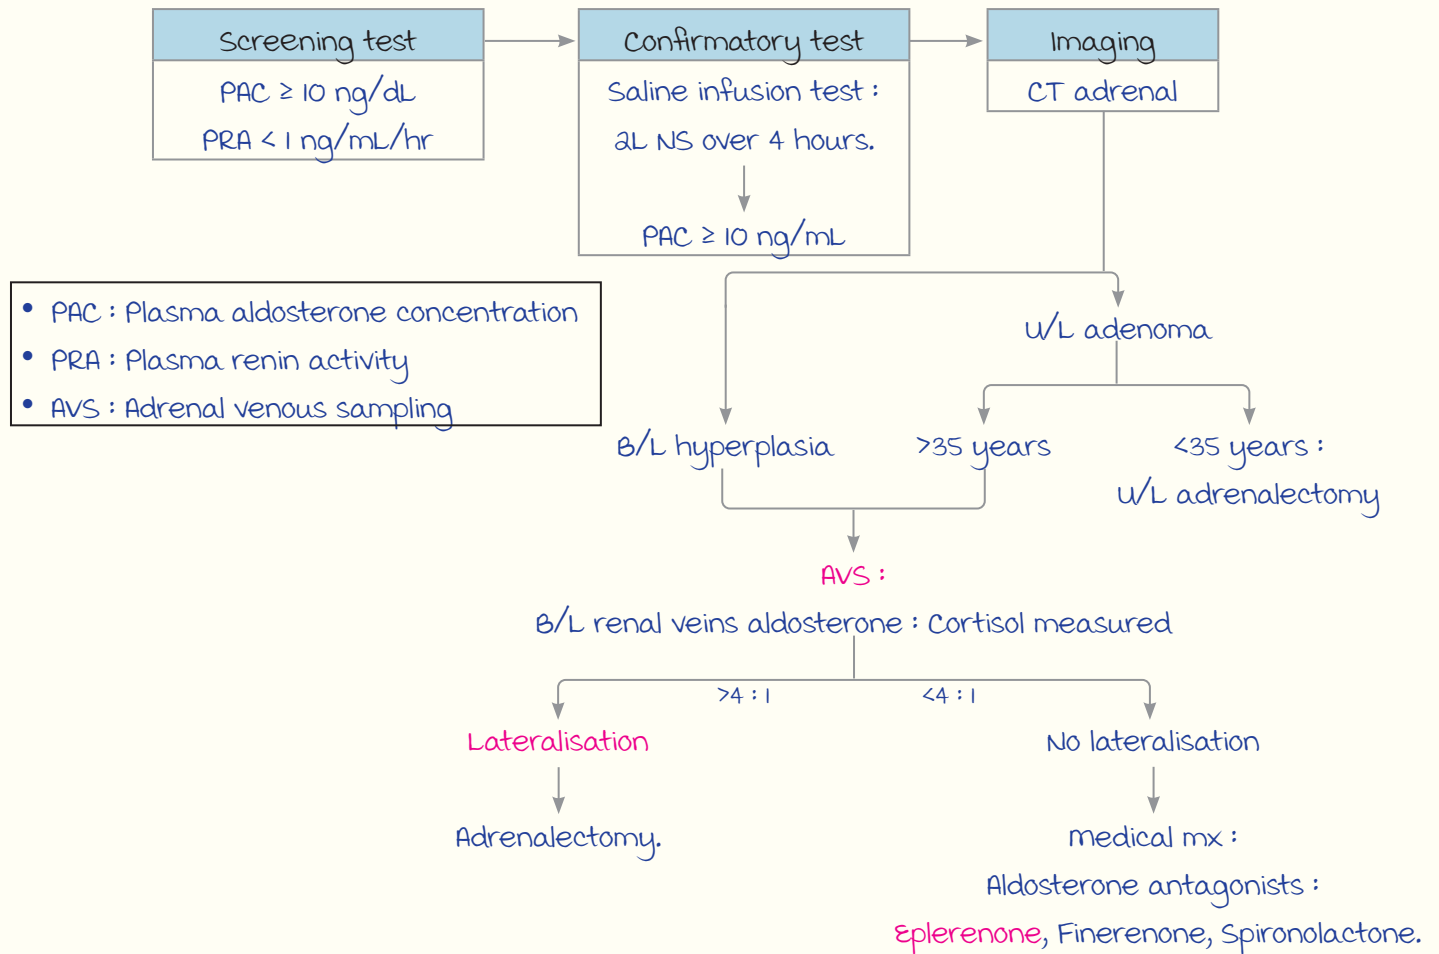 Screening test
PAC ≥ 10 ng/dL
PRA < 1 ng/mL/hr
Confirmatory test
Saline infusion test :
2L NS over 4 hours.
PAC ≥ 10 ng/mL
Imaging
CT adrenal
• PAC : Plasma aldosterone concentration
• PRA : Plasma renin activity
• AVS : Adrenal venous sampling
U/L adenoma
B/L hyperplasia
>35 years
<35 years :
U/L adrenalectomy
AVS :
B/L renal veins aldosterone : Cortisol measured
>4 : 1
<4 : 1
Lateralisation
No lateralisation
Adrenalectomy.
Medical mx :
Aldosterone antagonists :
Eplerenone, Finerenone, Spironolactone.